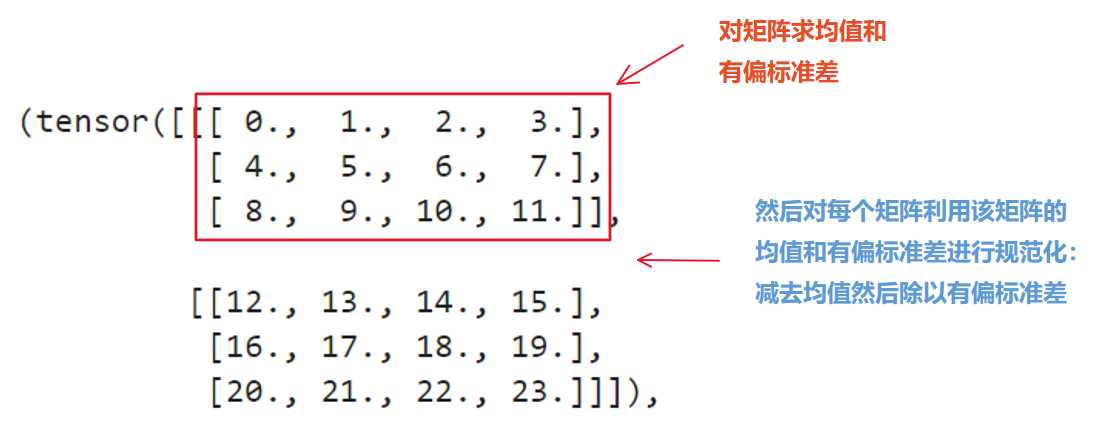 对矩阵求均值和
有偏标准差
(tensor([[[ 0., 1., 2., 3.],
[ 4., 5., 6., 7.],
[ 8., 9., 10., 11.]],
然后对每个矩阵利用该矩阵的
均值和有偏标准差进行规范化：
减去均值然后除以有偏标准差
[[12., 13., 14., 15.],
[16., 17., 18., 19.],
[20., 21., 22., 23.]]]),